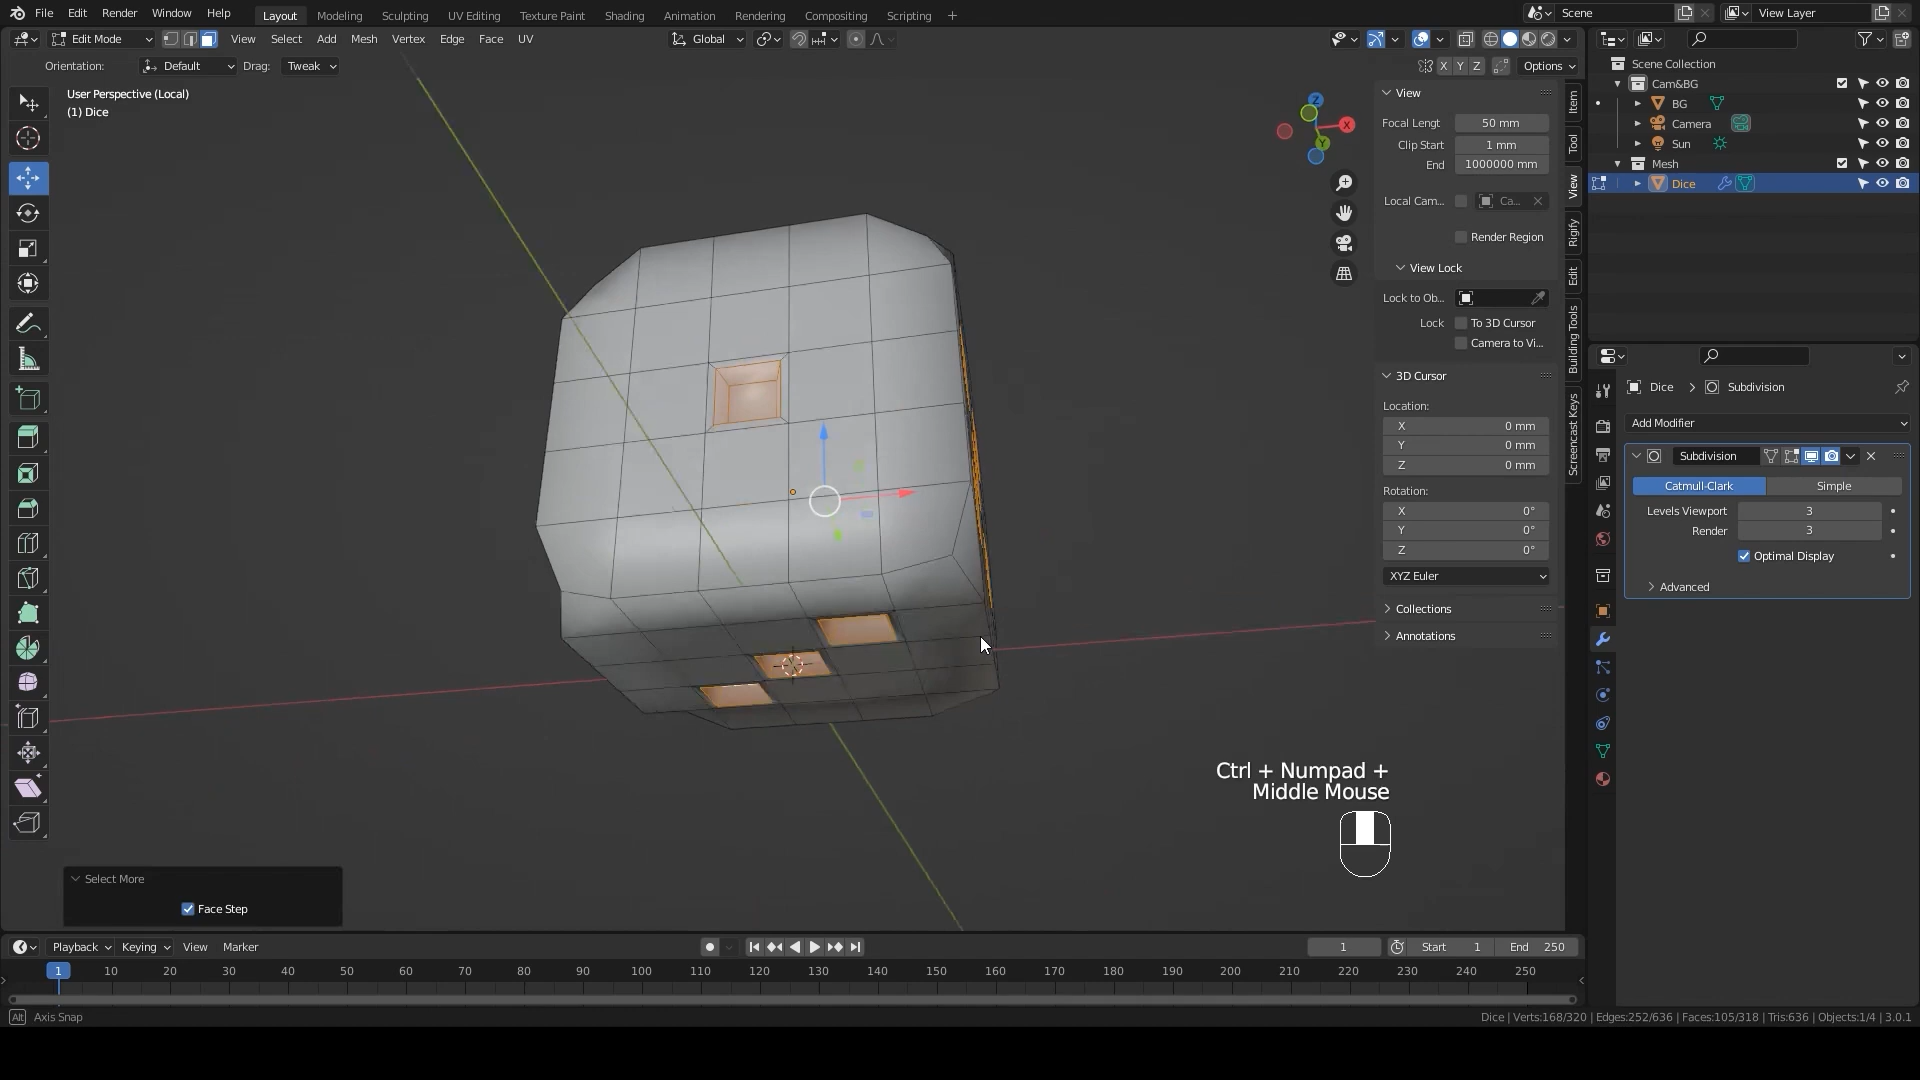 File Edit Render Window Help Layout Modeling Sculpting UV Editing Texture Paint Shading Animation Rendering Compositing Scripting + Scene View Layer
Edit Mode View Select Add Mesh Vertex Edge Face UV Global
Orientation: Default Drag: Tweak X Y Z Options
User Perspective (Local)
(1) Dice
View
Focal Lengt 50 mm
Clip Start 1 mm
End 1000000 mm
Local Cam... Ca...
Render Region
View Lock
Lock to Ob...
Lock To 3D Cursor
Camera to Vi...
3D Cursor
Location:
X 0 mm
Y 0 mm
Z 0 mm
Rotation:
X 0°
Y 0°
Z 0°
XYZ Euler
Collections
Annotations
Item
Tool
View
Rigify
Edit
Building Tools
Screencast Keys
Scene Collection
Cam&BG
BG
Camera
Sun
Mesh
Dice
Dice > Subdivision
Add Modifier
Subdivision
Catmull-Clark Simple
Levels Viewport 3
Render 3
Optimal Display
Advanced
Z
X
Y
Ctrl + Numpad +
Middle Mouse
Select More
Face Step
Playback Keying View Marker 1 Start 1 End 250
1 10 20 30 40 50 60 70 80 90 100 110 120 130 140 150 160 170 180 190 200 210 220 230 240 250
Alt Axis Snap Dice | Verts:168/320 | Edges:252/636 | Faces:105/318 | Tris:636 | Objects:1/4 | 3.0.1